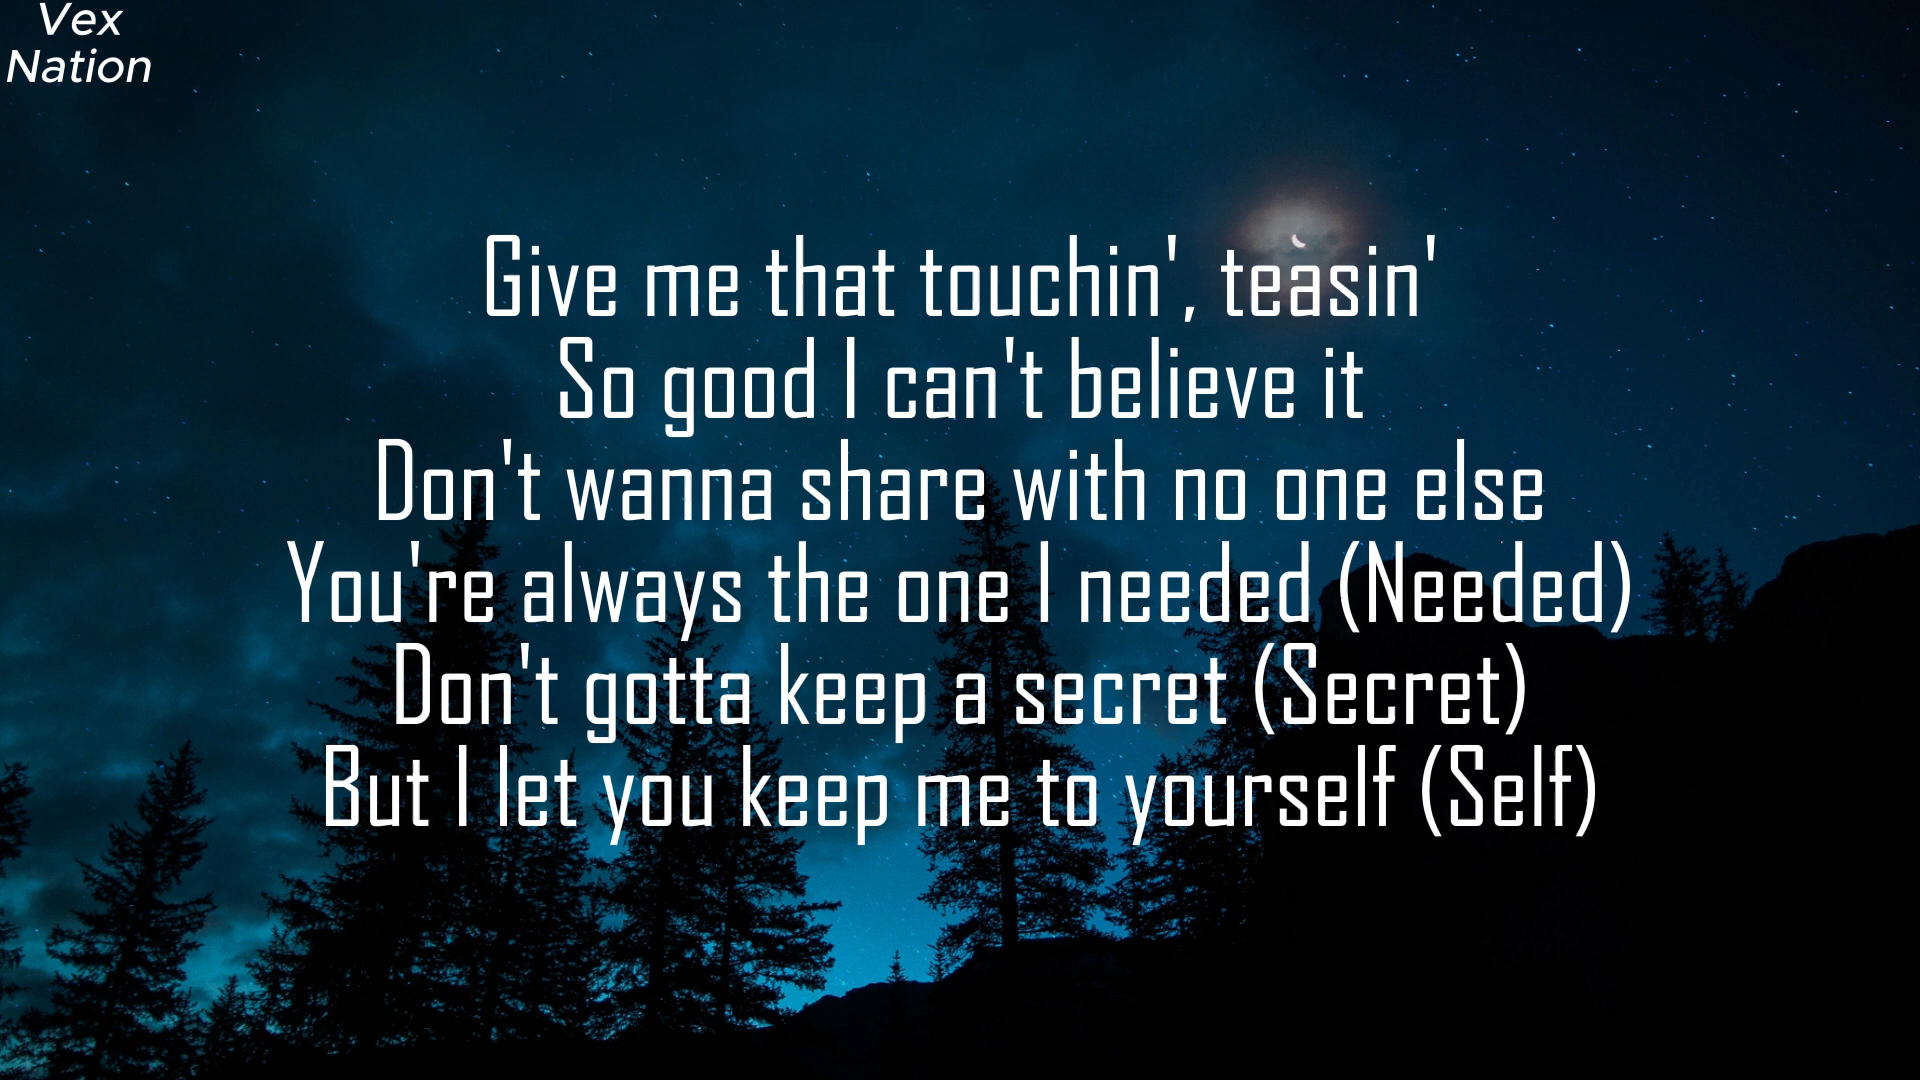 Vex
Nation
Give me that touchin', teasin'
So good I can't believe it
Don't wanna share with no one else
You're always the one I needed (Needed)
Don't gotta keep a secret (Secret)
But I let you keep me to yourself (Self)